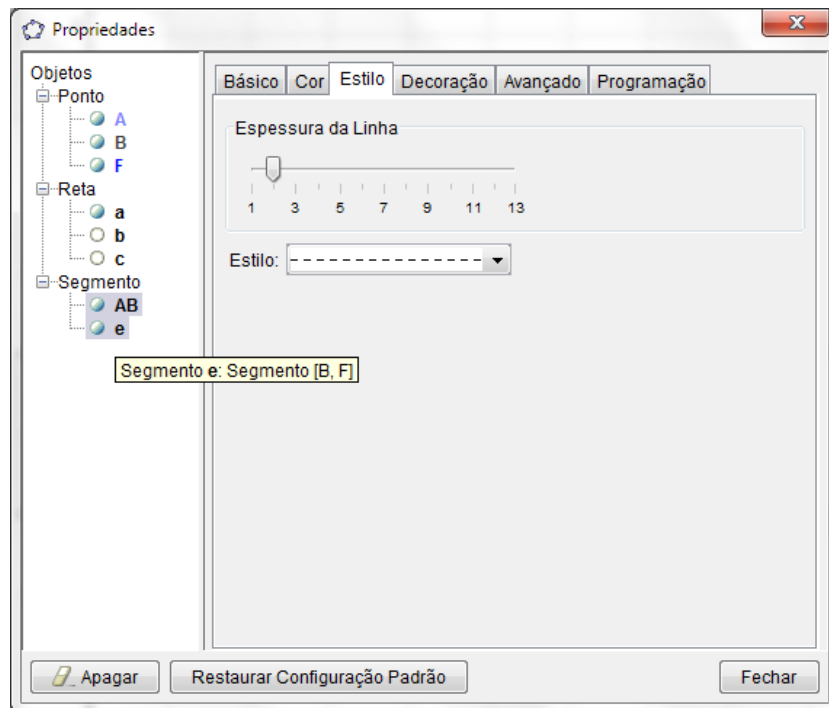 Propriedades
Objetos
Ponto
A
B
F
Reta
a
b
c
Segmento
AB
e
Básico Cor Estilo Decoração Avançado Programação
Espessura da Linha
1 3 5 7 9 11 13
Estilo:
Segmento e: Segmento [B, F]
Apagar Restaurar Configuração Padrão Fechar